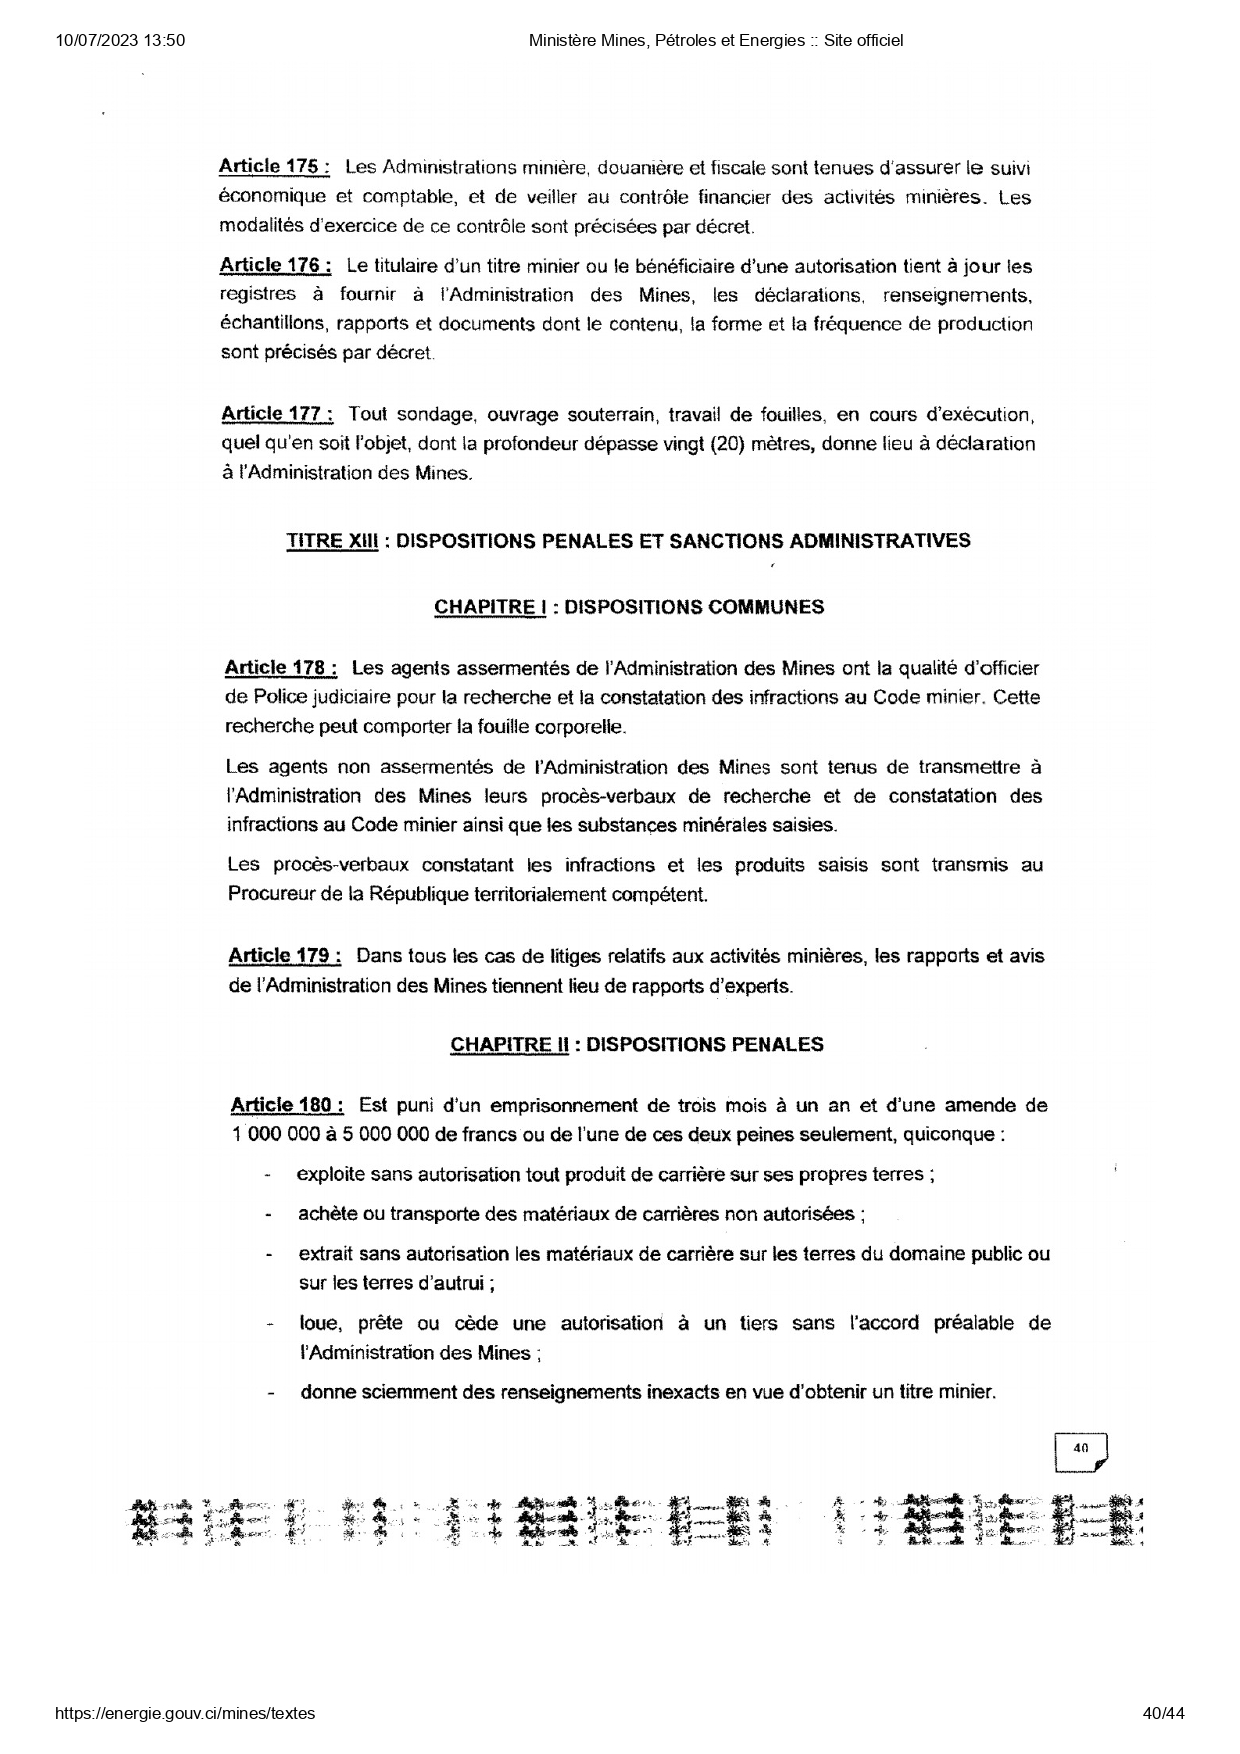 10/07/2023 13:50
Ministère Mines, Pétroles et Energies :: Site officiel
Article 175 : Les Administrations minière, douanière et fiscale sont tenues d'assurer le suivi
économique et comptable, et de veiller au contrôle financier des activités minières. Les
modalités d'exercice de ce contrôle sont précisées par décret.
Article 176 : Le titulaire d'un titre minier ou le bénéficiaire d'une autorisation tient à jour les
registres à fournir à l'Administration des Mines, les déclarations, renseignements,
échantillons, rapports et documents dont le contenu, la forme et la fréquence de production
sont précisés par décret.
Article 177 : Tout sondage, ouvrage souterrain, travail de fouilles, en cours d'exécution,
quel qu'en soit l'objet, dont la profondeur dépasse vingt (20) mètres, donne lieu à déclaration
à l'Administration des Mines.
TITRE XIII : DISPOSITIONS PENALES ET SANCTIONS ADMINISTRATIVES
CHAPITRE I : DISPOSITIONS COMMUNES
Article 178 : Les agents assermentés de l'Administration des Mines ont la qualité d'officier
de Police judiciaire pour la recherche et la constatation des infractions au Code minier. Cette
recherche peut comporter la fouille corporelle.
Les agents non assermentés de l'Administration des Mines sont tenus de transmettre à
l'Administration des Mines leurs procès-verbaux de recherche et de constatation des
infractions au Code minier ainsi que les substances minérales saisies.
Les procès-verbaux constatant les infractions et les produits saisis sont transmis au
Procureur de la République territorialement compétent.
Article 179 : Dans tous les cas de litiges relatifs aux activités minières, les rapports et avis
de l'Administration des Mines tiennent lieu de rapports d'experts.
CHAPITRE II : DISPOSITIONS PENALES
Article 180 : Est puni d'un emprisonnement de trois mois à un an et d'une amende de
1 000 000 à 5 000 000 de francs ou de l'une de ces deux peines seulement, quiconque :
- exploite sans autorisation tout produit de carrière sur ses propres terres ;
- achète ou transporte des matériaux de carrières non autorisées ;
- extrait sans autorisation les matériaux de carrière sur les terres du domaine public ou
sur les terres d'autrui ;
- loue, prête ou cède une autorisation à un tiers sans l'accord préalable de
l'Administration des Mines ;
- donne sciemment des renseignements inexacts en vue d'obtenir un titre minier.
40
https://energie.gouv.ci/mines/textes
40/44